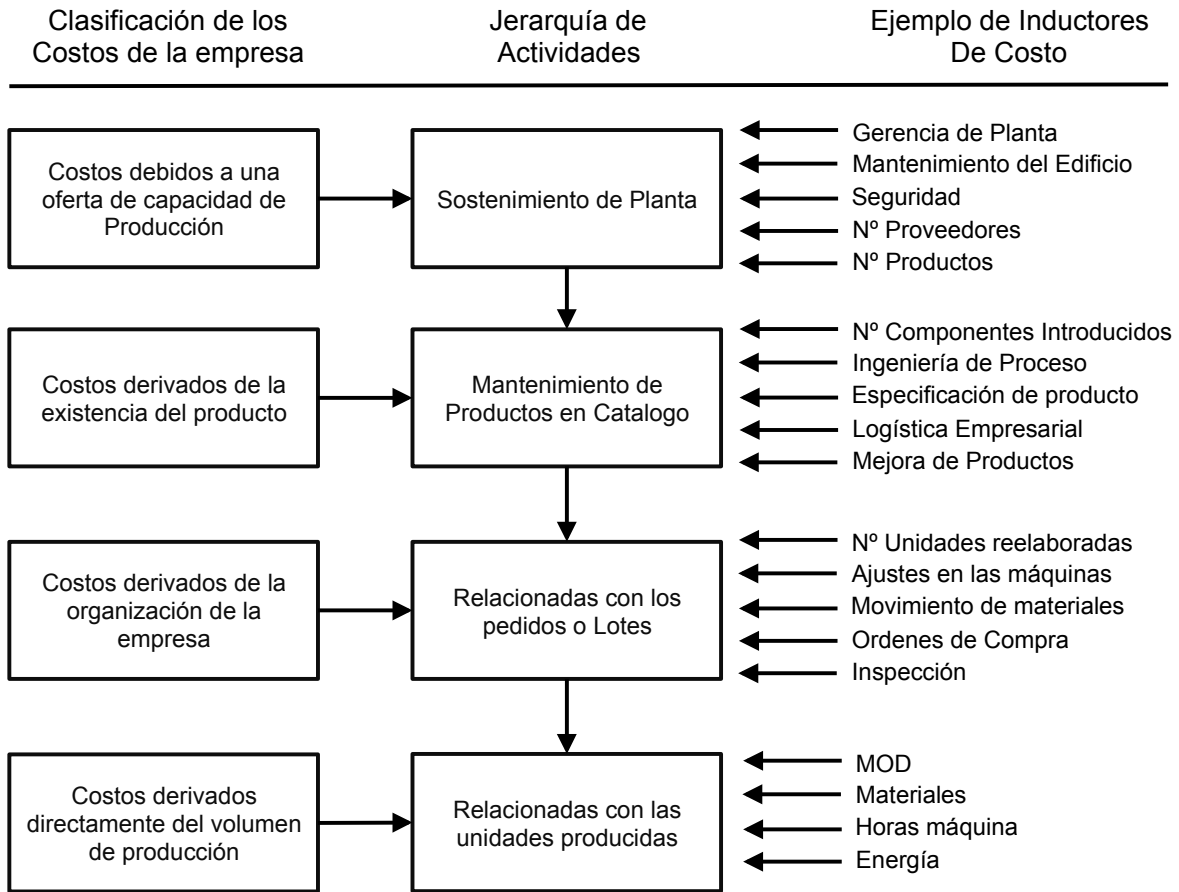 Clasificación de los
Costos de la empresa
Jerarquía de
Actividades
Ejemplo de Inductores
De Costo
Costos debidos a una
oferta de capacidad de
Producción
Sostenimiento de Planta
Gerencia de Planta
Mantenimiento del Edificio
Seguridad
Nº Proveedores
Nº Productos
Costos derivados de la
existencia del producto
Mantenimiento de
Productos en Catalogo
Nº Componentes Introducidos
Ingeniería de Proceso
Especificación de producto
Logística Empresarial
Mejora de Productos
Costos derivados de la
organización de la
empresa
Relacionadas con los
pedidos o Lotes
Nº Unidades reelaboradas
Ajustes en las máquinas
Movimiento de materiales
Ordenes de Compra
Inspección
Costos derivados
directamente del volumen
de producción
Relacionadas con las
unidades producidas
MOD
Materiales
Horas máquina
Energía